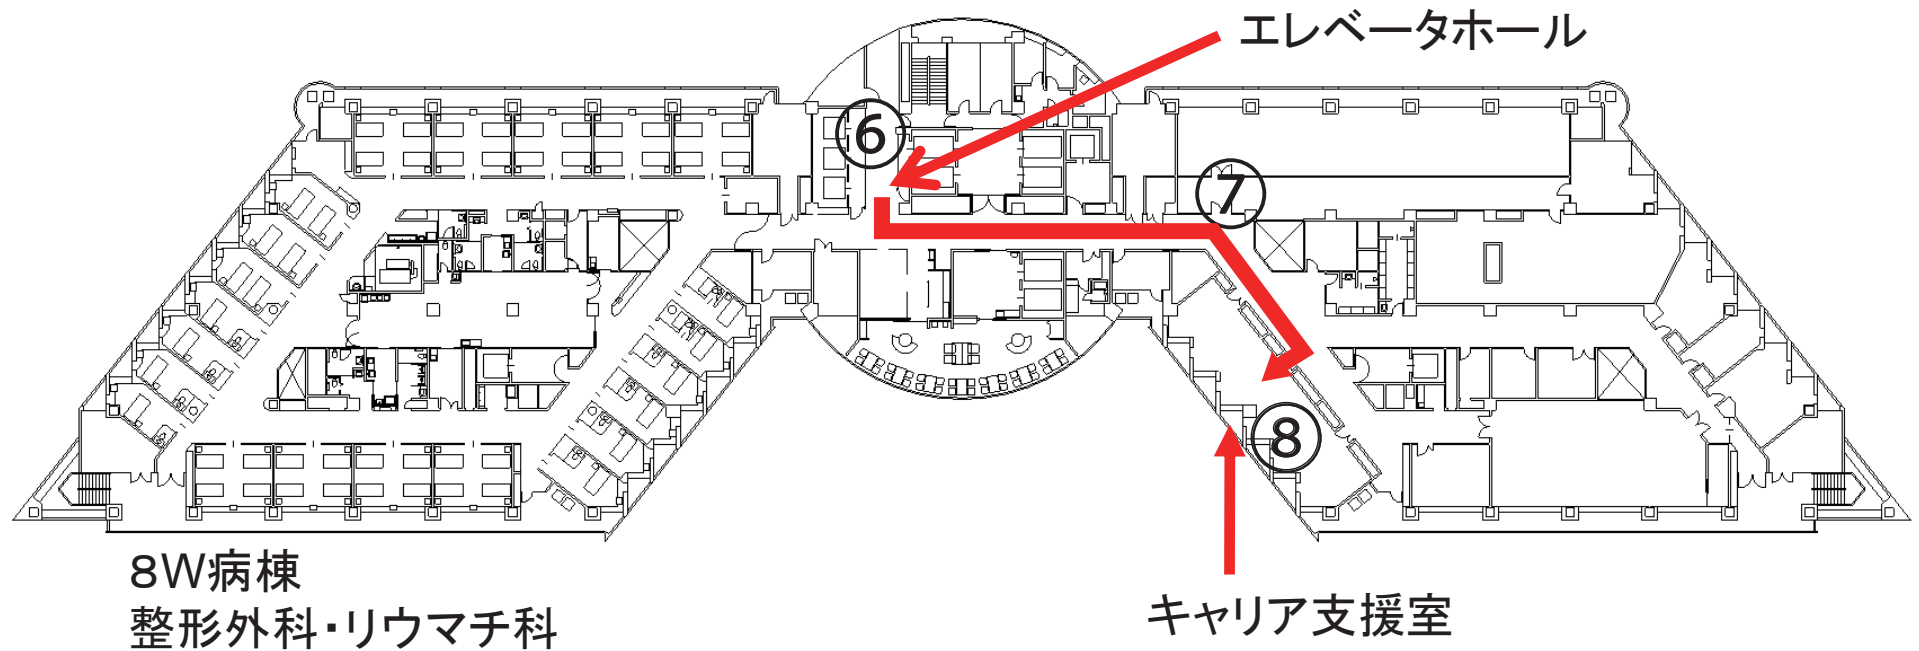 エレベータホール
⑥
⑦
⑧
8W病棟
整形外科・リウマチ科
キャリア支援室